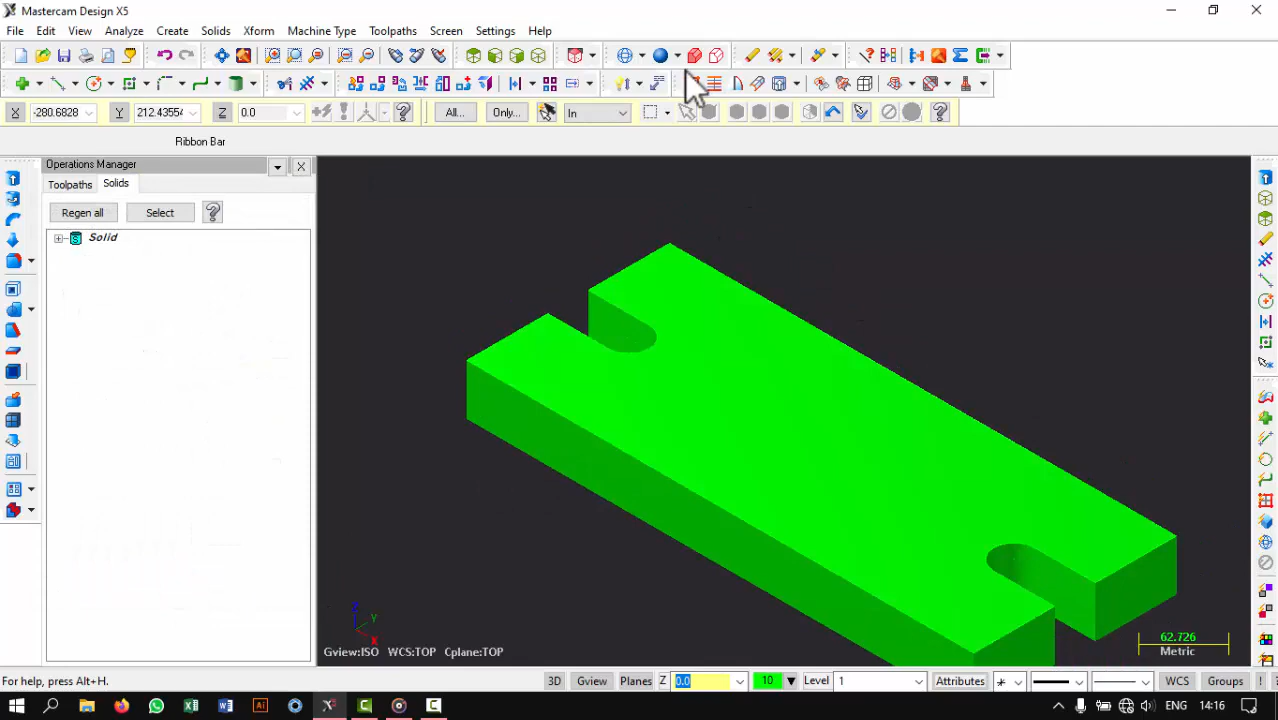 Mastercam Design X5
File Edit View Analyze Create Solids Xform Machine Type Toolpaths Screen Settings Help
X -280.6828 Y 212.43554 Z 0.0 All... Only... In
Ribbon Bar
Operations Manager
Toolpaths Solids
Regen all Select
Solid
Z
Y
X
Gview:ISO WCS:TOP Cplane:TOP
62.726
Metric
For help, press Alt+H. 3D Gview Planes Z 0.0 10 Level 1 Attributes WCS Groups ! ?
ENG 14:16